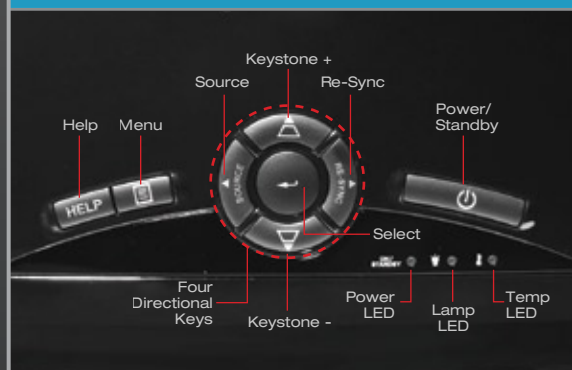 Keystone +
Source
Re-Sync
Help
Menu
Power/
Standby
SOURCE
RE-SYNC
HELP
Select
STANDBY
Four
Directional
Keys
Keystone -
Power
LED
Lamp
LED
Temp
LED